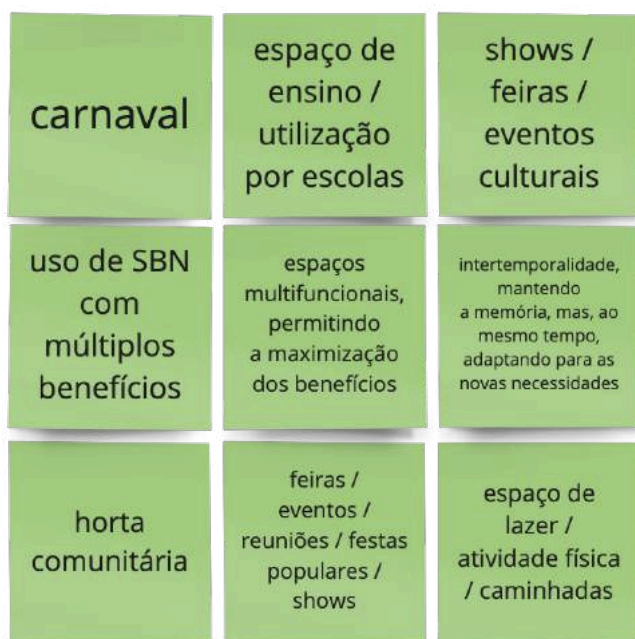 carnaval
espaço de
ensino /
utilização
por escolas
shows /
feiras /
eventos
culturais
uso de SBN
com
múltiplos
benefícios
espaços
multifuncionais,
permitindo
a maximização
dos benefícios
intertemporalidade,
mantendo
a memória, mas, ao
mesmo tempo,
adaptando para as
novas necessidades
horta
comunitária
feiras /
eventos /
reuniões / festas
populares /
shows
espaço de
lazer /
atividade física
/ caminhadas